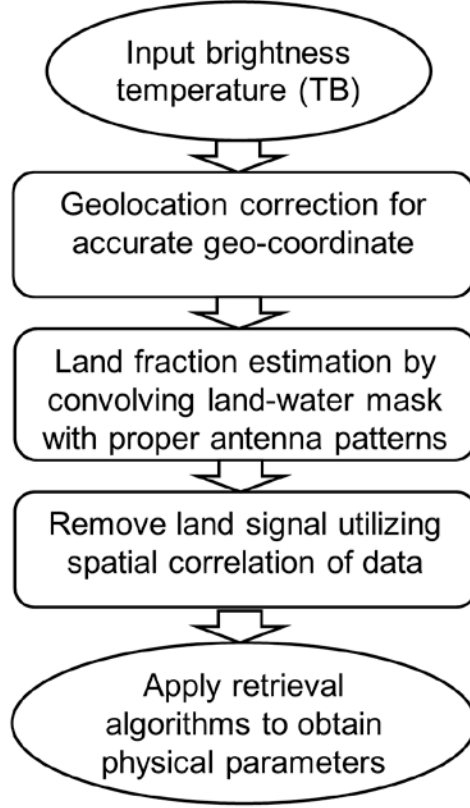 Input brightness
temperature (TB)
Geolocation correction for
accurate geo-coordinate
Land fraction estimation by
convolving land-water mask
with proper antenna patterns
Remove land signal utilizing
spatial correlation of data
Apply retrieval
algorithms to obtain
physical parameters